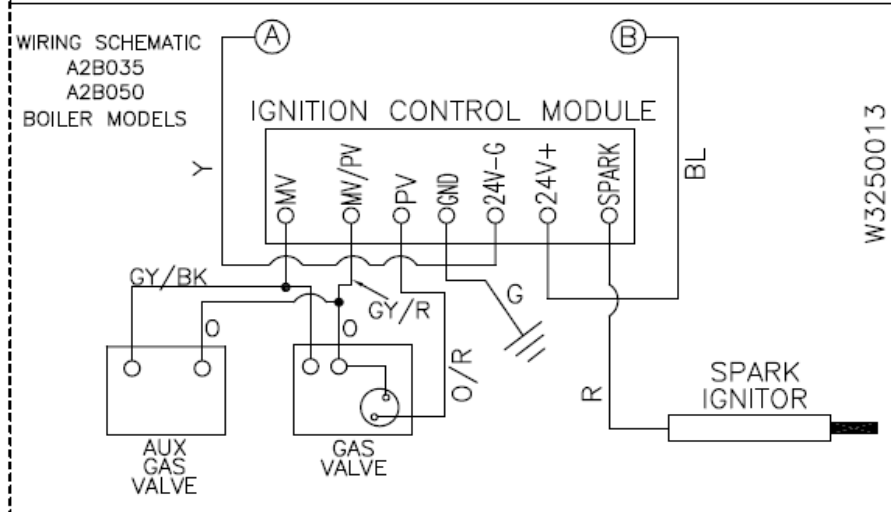 WIRING SCHEMATIC
A2B035
A2B050
BOILER MODELS
A
B
IGNITION CONTROL MODULE
MV
MV/PV
PV
GND
24V-G
24V+
SPARK
Y
BL
W3250013
GY/BK
GY/R
G
O
O
O/R
R
AUX
GAS
VALVE
GAS
VALVE
SPARK
IGNITOR